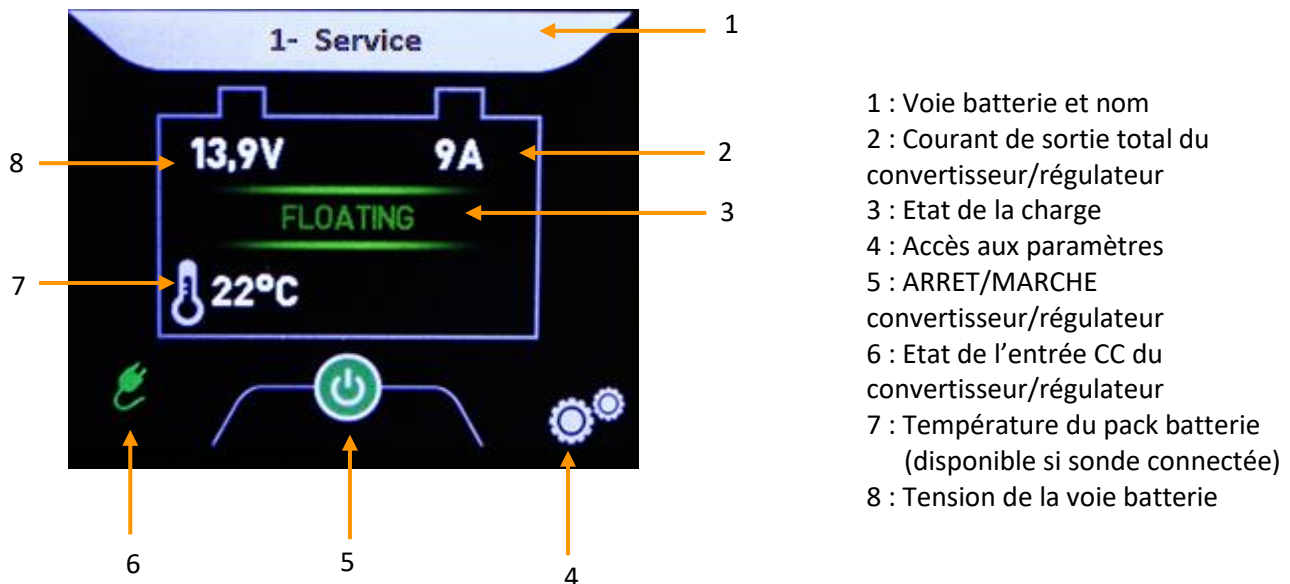 1- Service
1
13,9V
9A
8
2
FLOATING
3
7
22°C
6
5
4
1 : Voie batterie et nom
2 : Courant de sortie total du
convertisseur/régulateur
3 : Etat de la charge
4 : Accès aux paramètres
5 : ARRET/MARCHE
convertisseur/régulateur
6 : Etat de l’entrée CC du
convertisseur/régulateur
7 : Température du pack batterie
(disponible si sonde connectée)
8 : Tension de la voie batterie